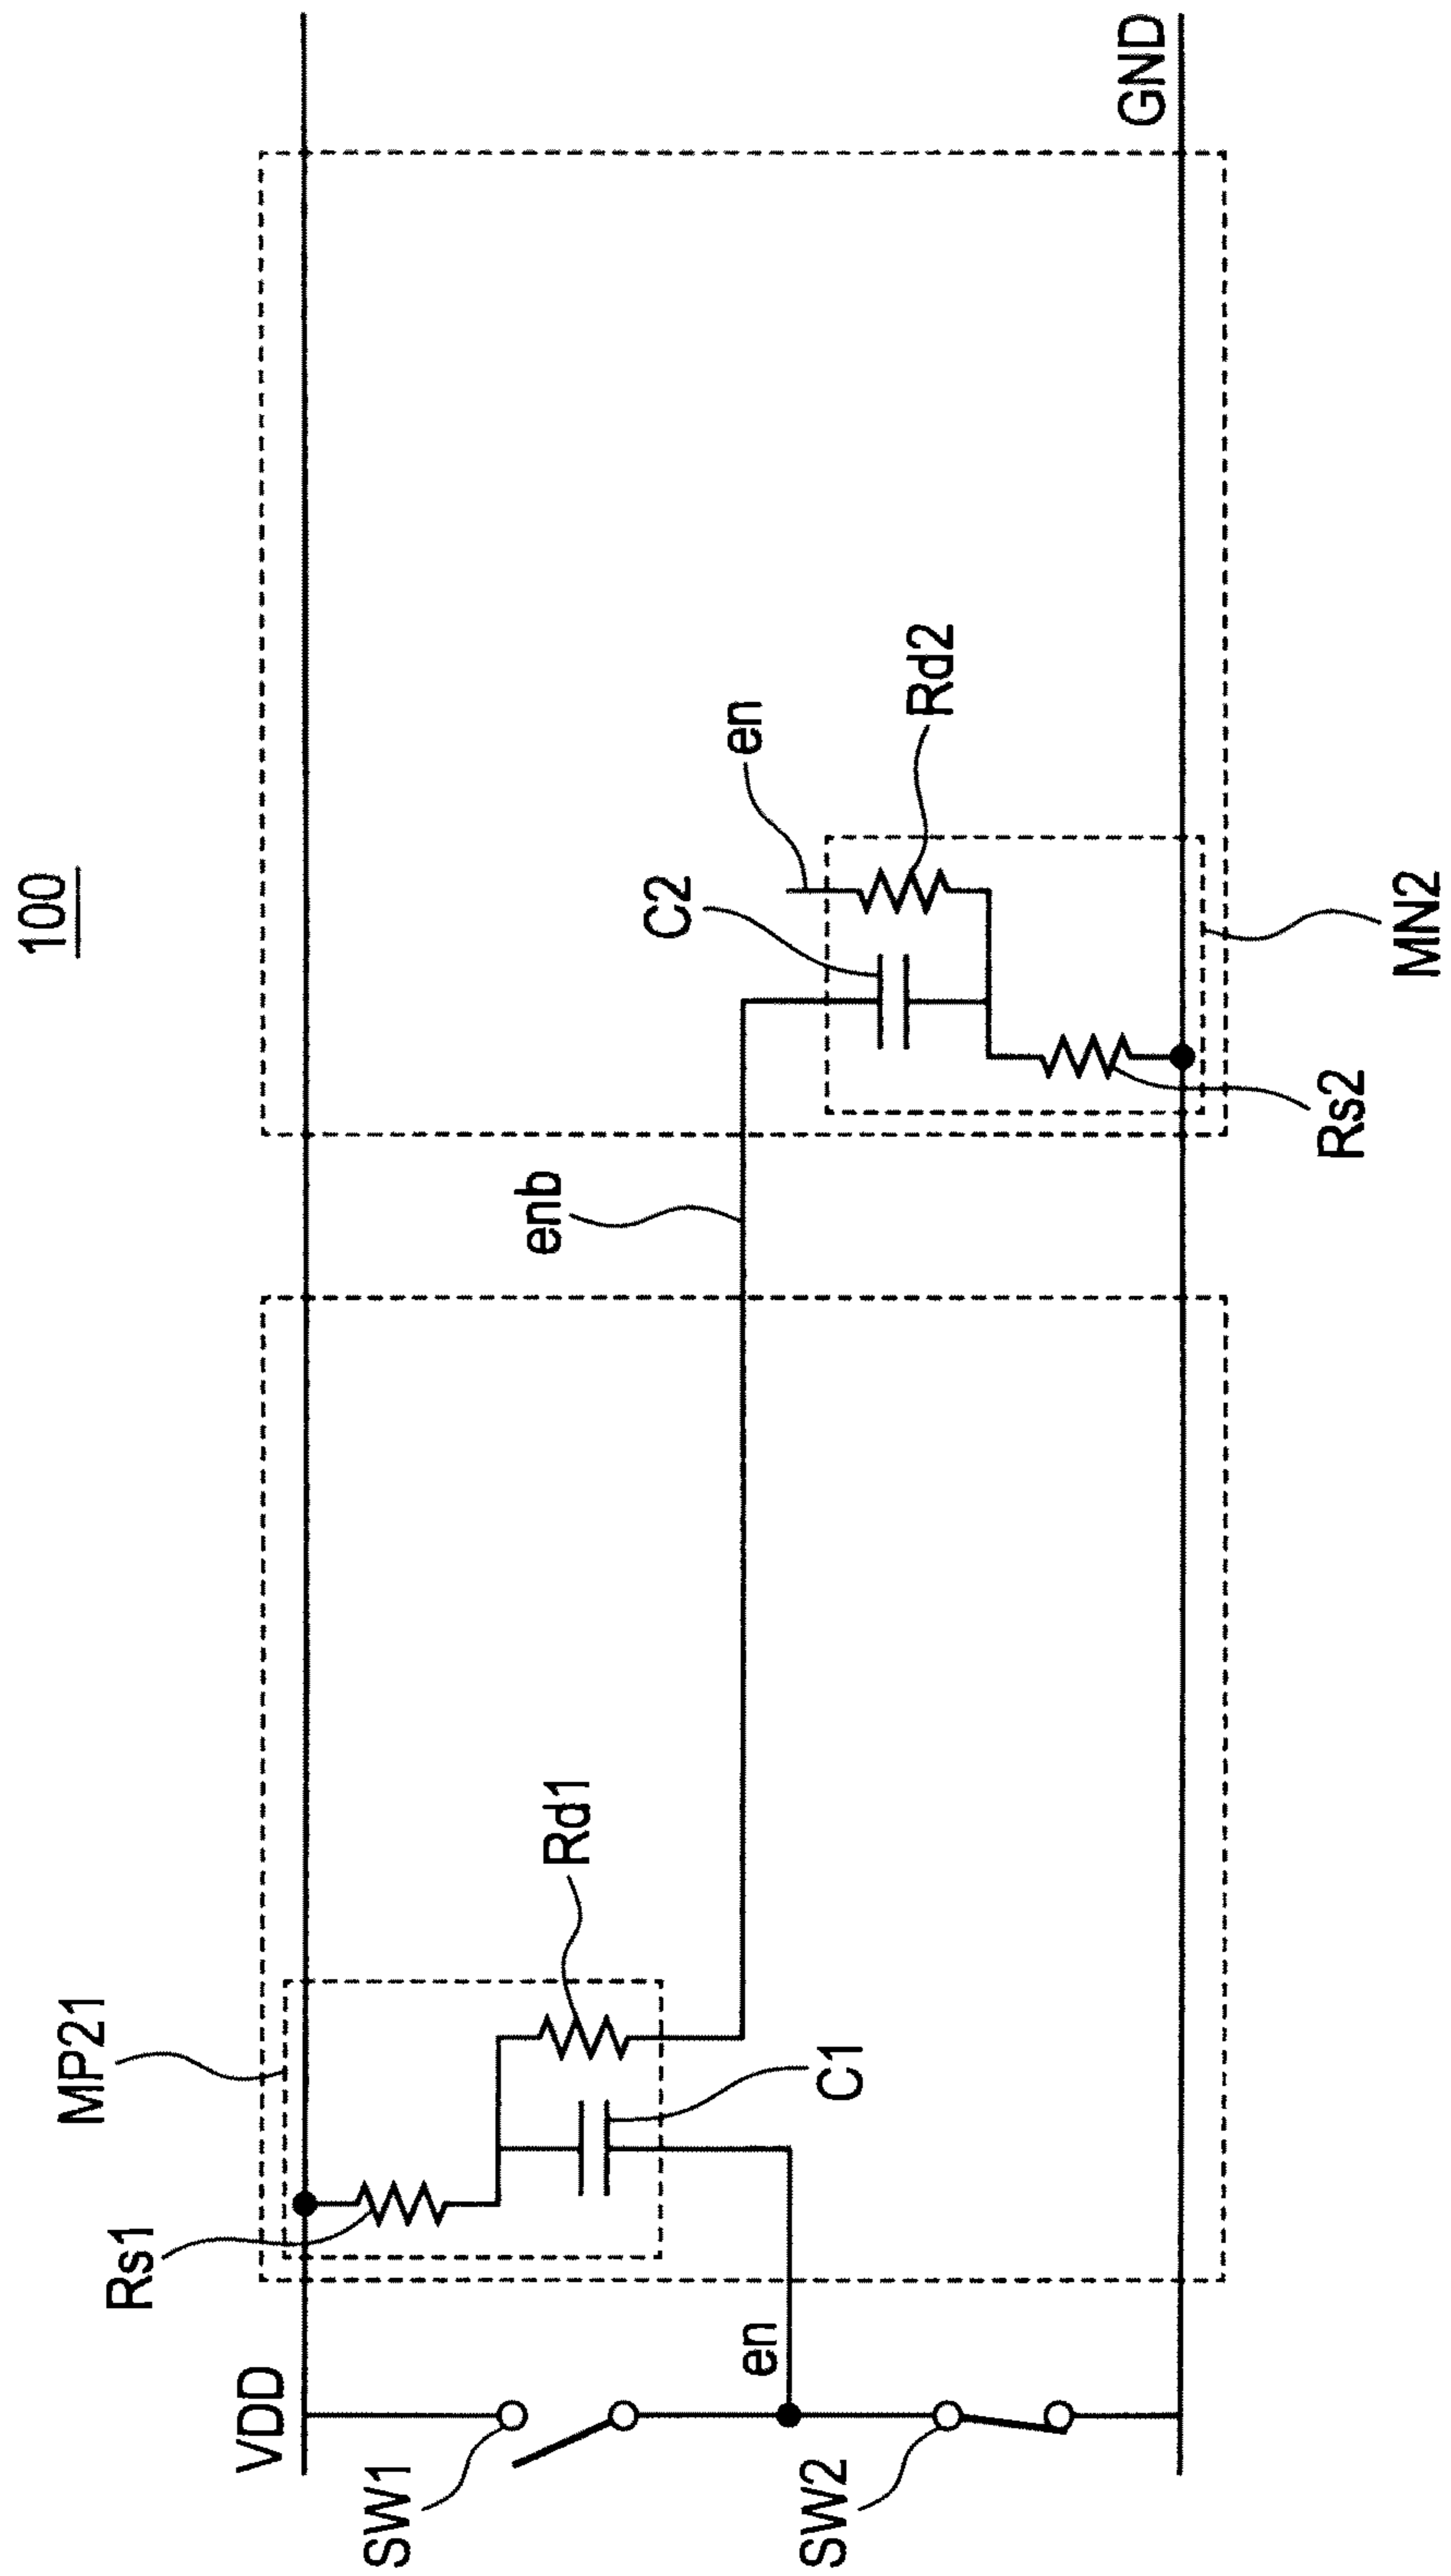 100
VDD
GND
MP21
Rs1
Rd1
C1
SW1
SW2
en
enb
en
C2
Rd2
Rs2
MN2